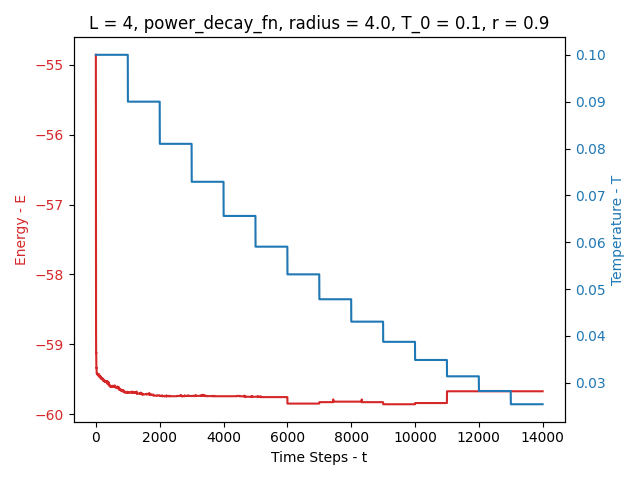 L = 4, power_decay_fn, radius = 4.0, T_0 = 0.1, r = 0.9
Energy - E
−55
−56
−57
−58
−59
−60
0.10
0.09
0.08
0.07
0.06
0.05
0.04
0.03
Temperature - T
0 2000 4000 6000 8000 10000 12000 14000
Time Steps - t